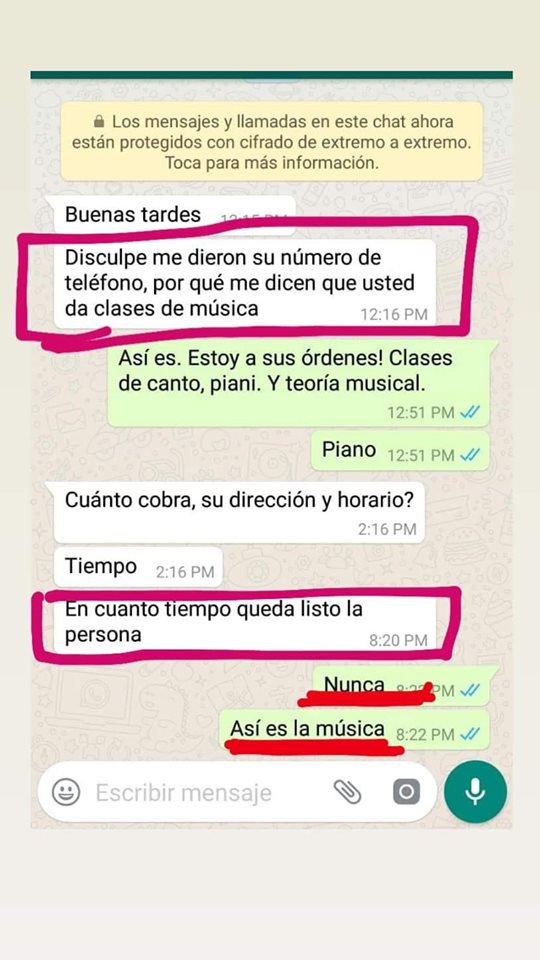 Los mensajes y llamadas en este chat ahora
están protegidos con cifrado de extremo a extremo.
Toca para más información.
Buenas tardes 12:15 PM
Disculpe me dieron su número de
teléfono, por qué me dicen que usted
da clases de música
12:16 PM
Así es. Estoy a sus órdenes! Clases
de canto, piani. Y teoría musical.
12:51 PM
Piano 12:51 PM
Cuánto cobra, su dirección y horario?
2:16 PM
Tiempo 2:16 PM
En cuanto tiempo queda listo la
persona
8:20 PM
Nunca PM
Así es la música 8:22 PM
Escribir mensaje